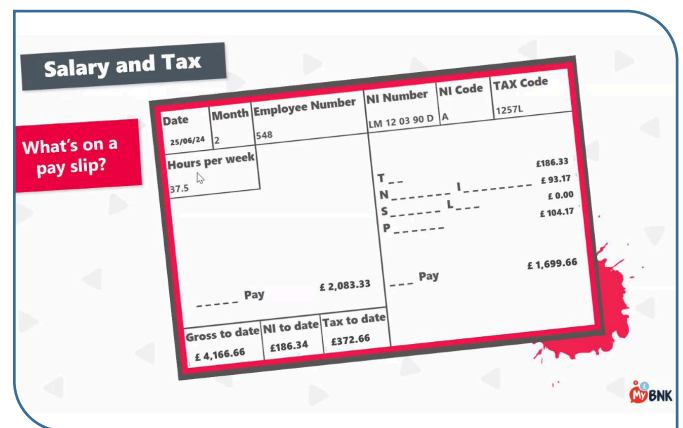 Salary and Tax
What's on a
pay slip?
Date
25/06/24
Month
2
Employee Number
548
NI Number
LM 12 03 90 D
NI Code
A
TAX Code
1257L
Hours per week
37.5
T _ _ £186.33
N _ _ _ _ _ _ _ _ I _ _ _ _ _ _ _ _ _ £ 93.17
S _ _ _ _ _ _ L _ _ _ £ 0.00
P _ _ _ _ _ _ £ 104.17
_ _ _ _ _ Pay £ 2,083.33
_ _ _ Pay £ 1,699.66
Gross to date
£ 4,166.66
NI to date
£186.34
Tax to date
£372.66
MyBNK